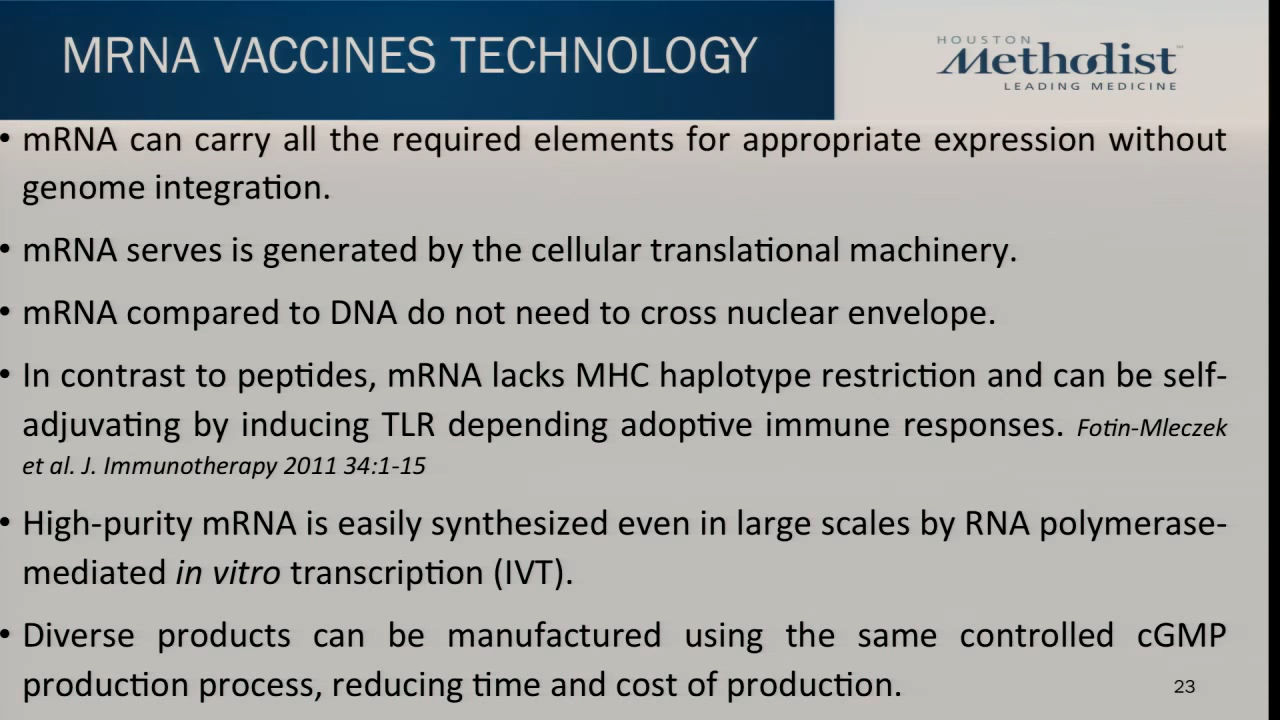 MRNA VACCINES TECHNOLOGY
HOUSTON
Methodist
LEADING MEDICINE
• mRNA can carry all the required elements for appropriate expression without
genome integration.
• mRNA serves is generated by the cellular translational machinery.
• mRNA compared to DNA do not need to cross nuclear envelope.
• In contrast to peptides, mRNA lacks MHC haplotype restriction and can be self-
adjuvating by inducing TLR depending adoptive immune responses. Fotin-Mleczek
et al. J. Immunotherapy 2011 34:1-15
• High-purity mRNA is easily synthesized even in large scales by RNA polymerase-
mediated in vitro transcription (IVT).
• Diverse products can be manufactured using the same controlled cGMP
production process, reducing time and cost of production.
23